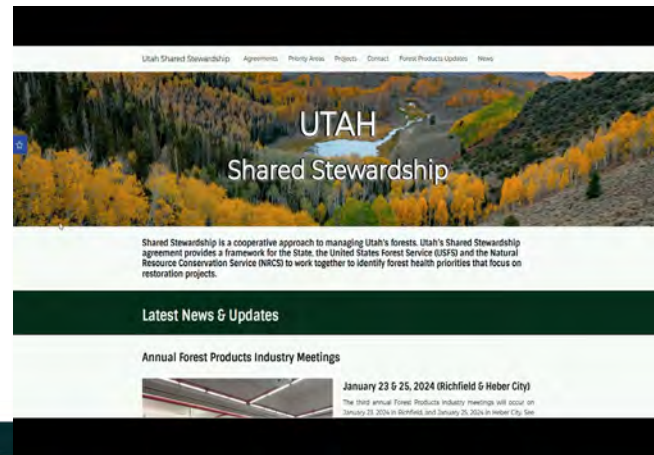 Utah Shared Stewardship Agreements Priority Areas Projects Contact Forest Products Updates News
UTAH
Shared Stewardship
Shared Stewardship is a cooperative approach to managing Utah's forests. Utah's Shared Stewardship
agreement provides a framework for the State, the United States Forest Service (USFS) and the Natural
Resource Conservation Service (NRCS) to work together to identify forest health priorities that focus on
restoration projects.
Latest News & Updates
Annual Forest Products Industry Meetings
January 23 & 25, 2024 (Richfield & Heber City)
The third annual Forest Products Industry meetings will occur on
January 23, 2024 in Richfield, and January 25, 2024 in Heber City. See